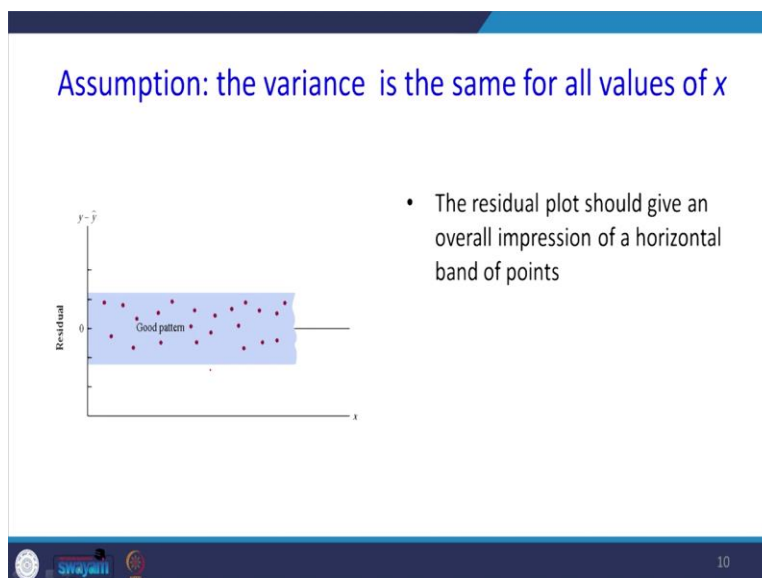 Assumption: the variance is the same for all values of x
y - ŷ
Residual
0
Good pattern
x
• The residual plot should give an
overall impression of a horizontal
band of points
swayam
10